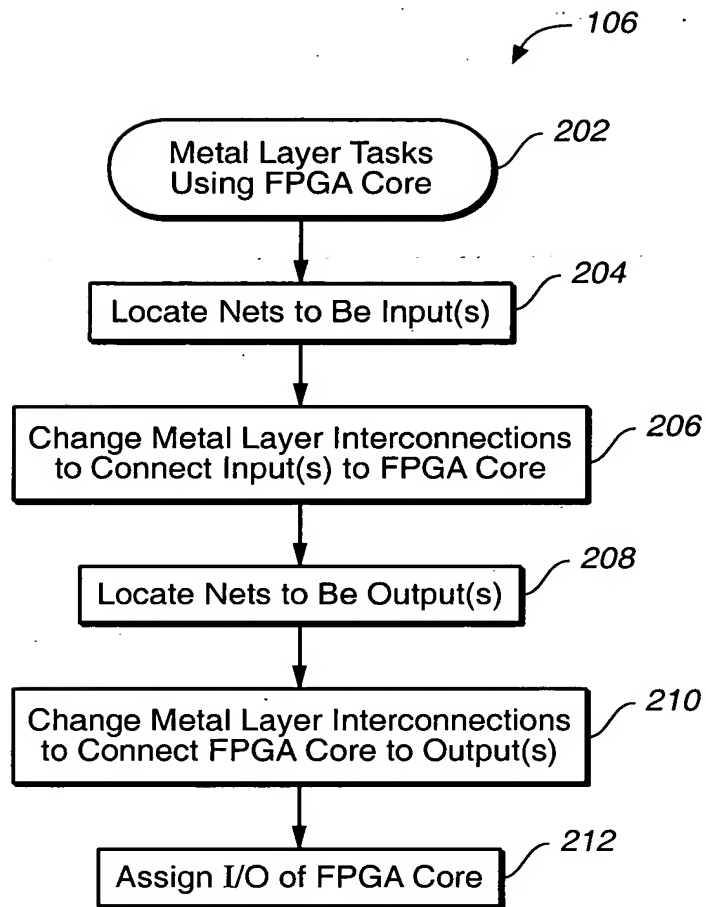 106
Metal Layer Tasks
Using FPGA Core
202
Locate Nets to Be Input(s)
204
Change Metal Layer Interconnections
to Connect Input(s) to FPGA Core
206
Locate Nets to Be Output(s)
208
Change Metal Layer Interconnections
to Connect FPGA Core to Output(s)
210
Assign I/O of FPGA Core
212